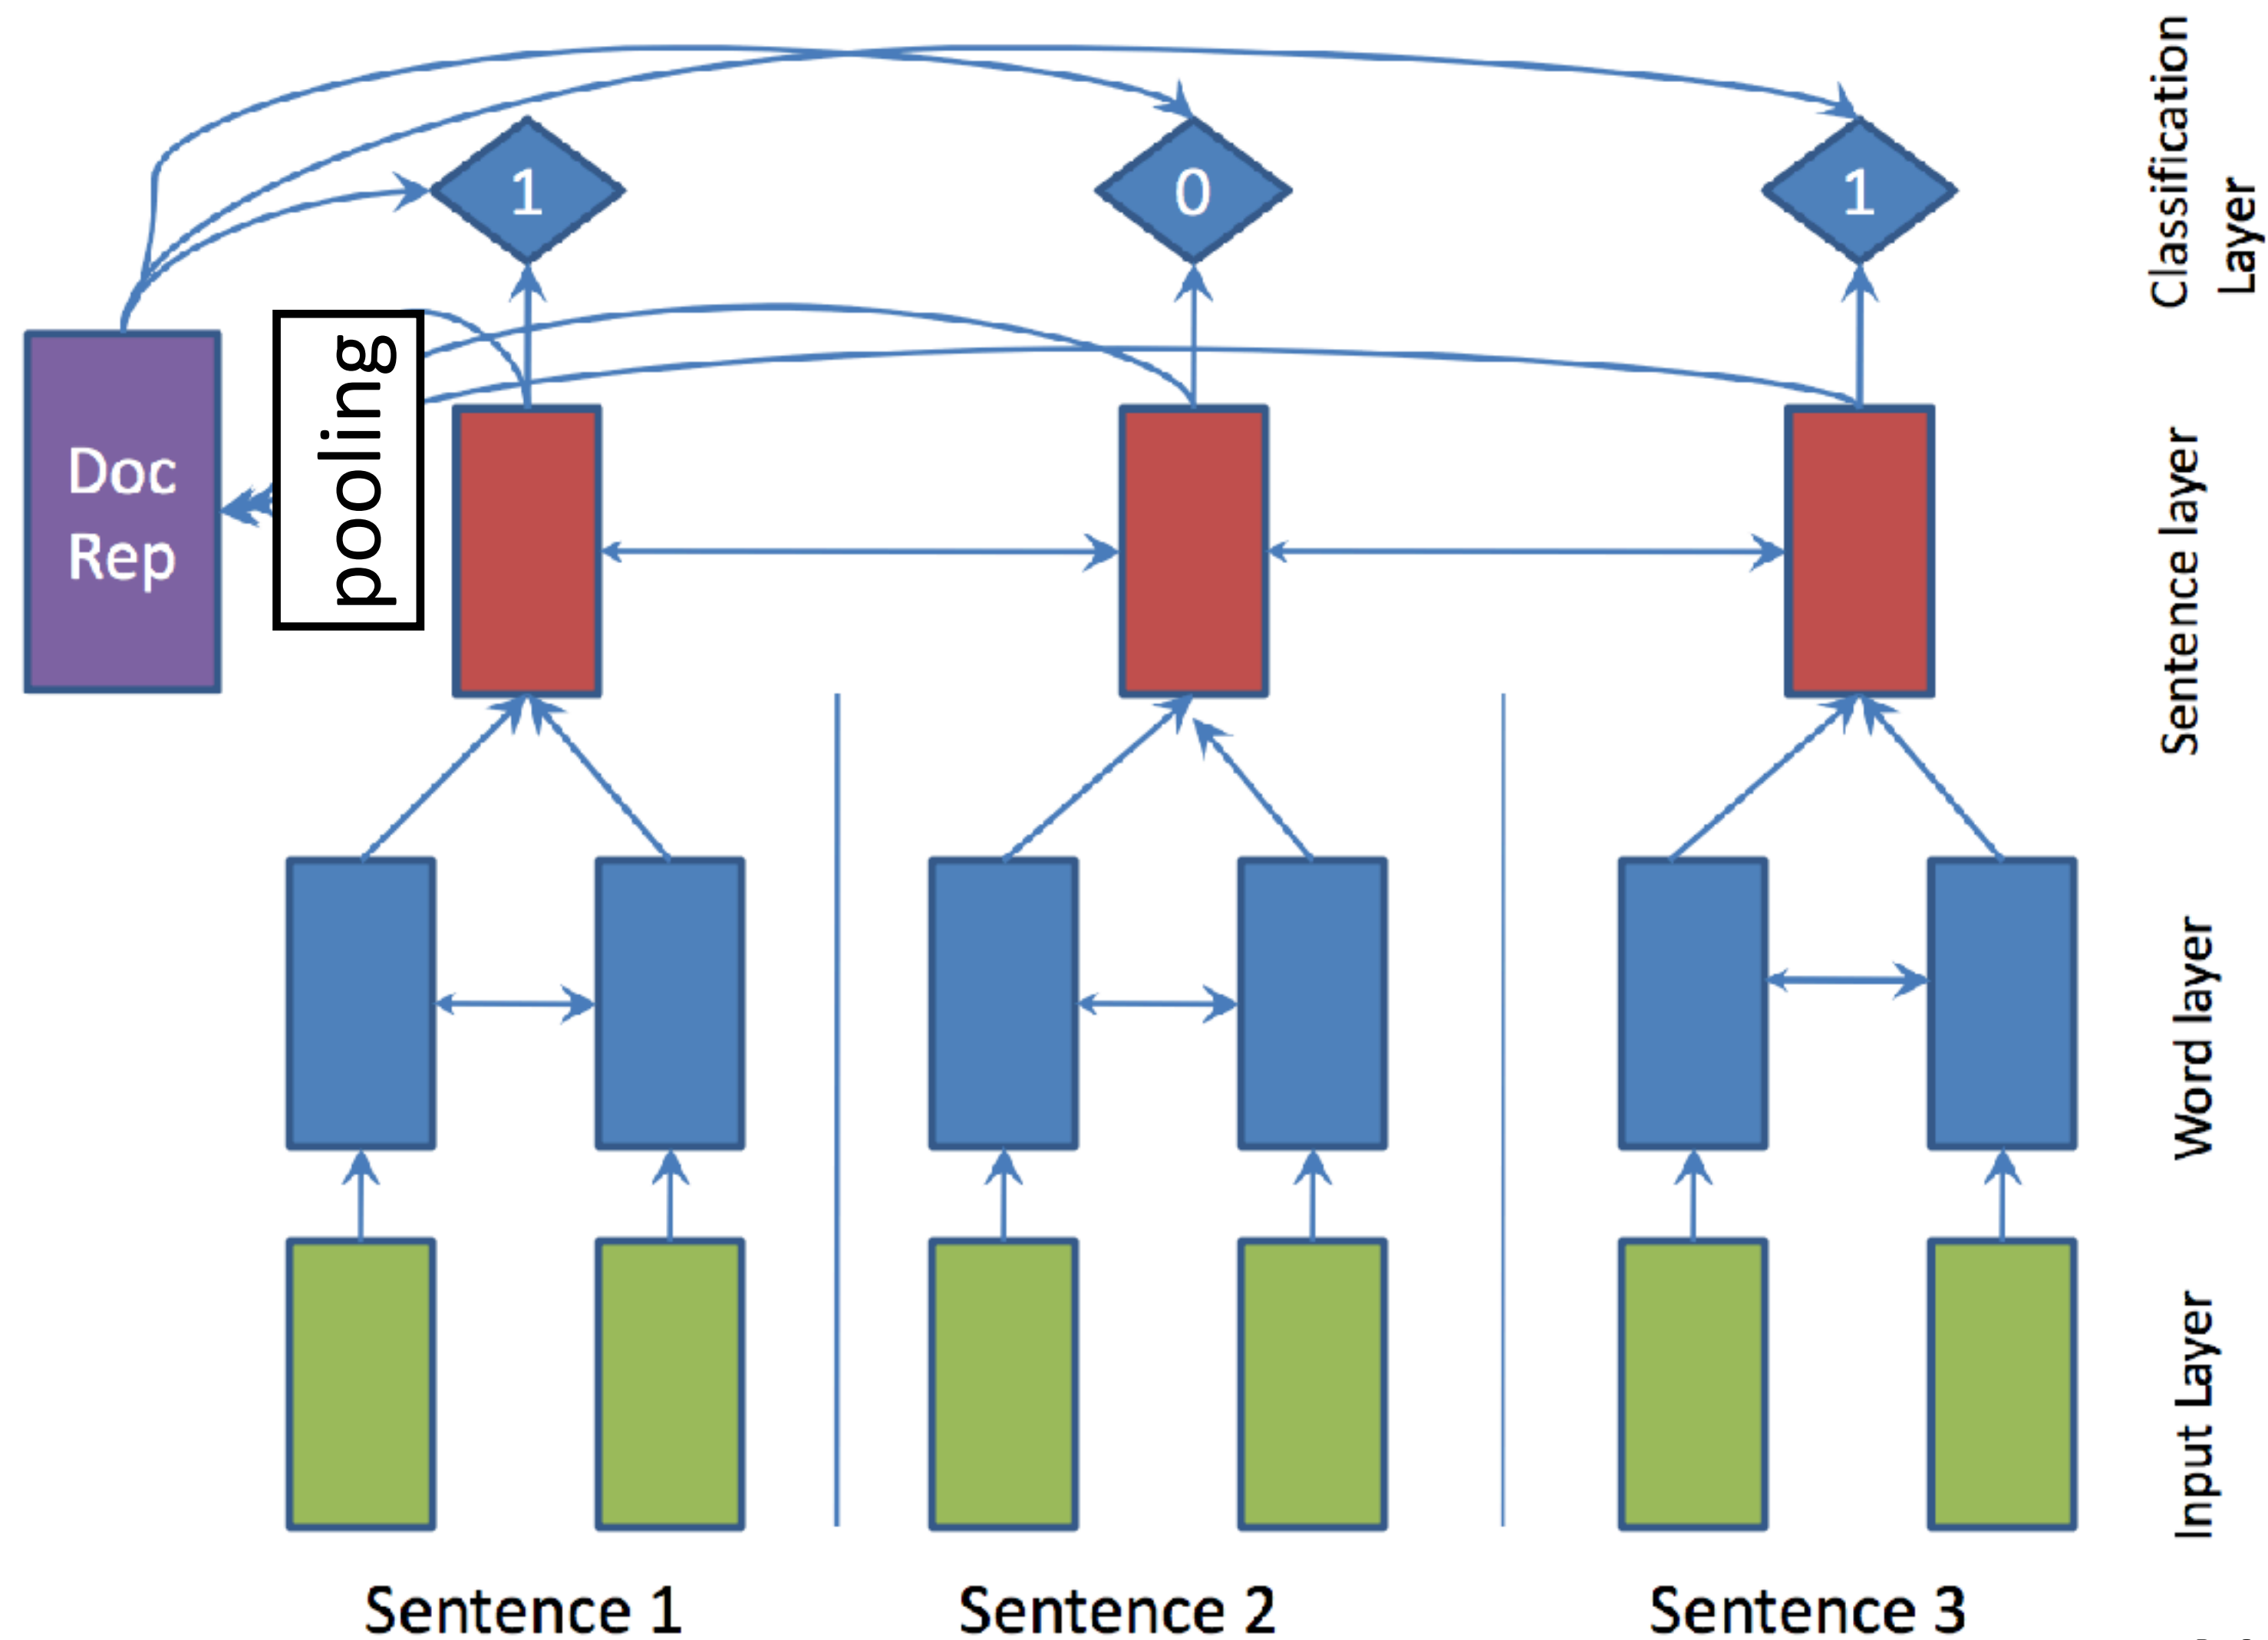 Classification
Layer
1
0
1
pooling
Doc
Rep
Sentence layer
Word layer
Input Layer
Sentence 1
Sentence 2
Sentence 3